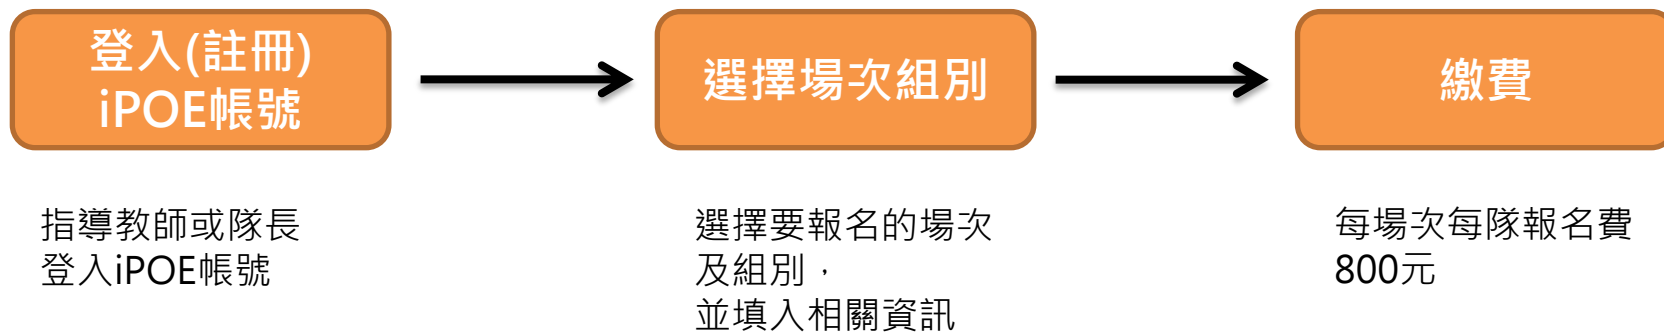 登入(註冊)
iPOE帳號
選擇場次組別
繳費
指導教師或隊長
登入iPOE帳號
選擇要報名的場次
及組別，
並填入相關資訊
每場次每隊報名費
800元